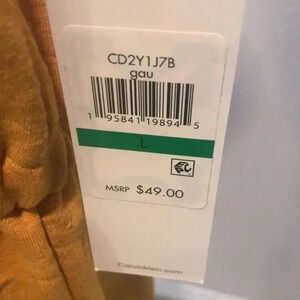 CD2Y1J7B
gau
1 95841 19894 5
L
MSRP $49.00
Calvinklein.com